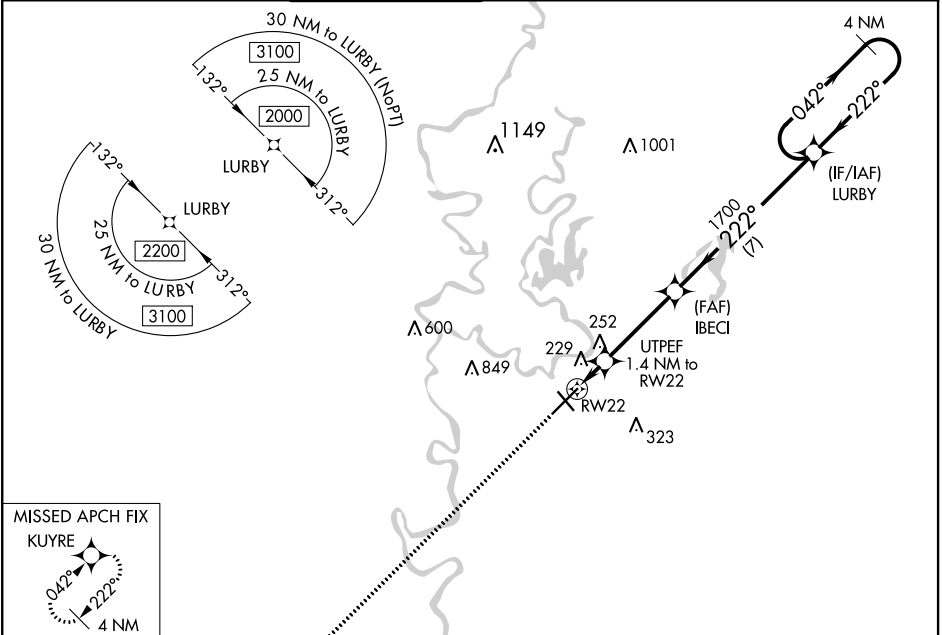 30 NM to LURBY (NoPT)
3100
132°
25 NM to LURBY
2000
LURBY
312°
132°
LURBY
2200
25 NM to LURBY
312°
30 NM to LURBY
3100
4 NM
042°
222°
1149
1001
(IF/IAF)
LURBY
1700
222°
(7)
(FAF)
IBECI
600
252
229
UTPEF
1.4 NM to
RW22
849
RW22
323
MISSED APCH FIX
KUYRE
042°
222°
4 NM